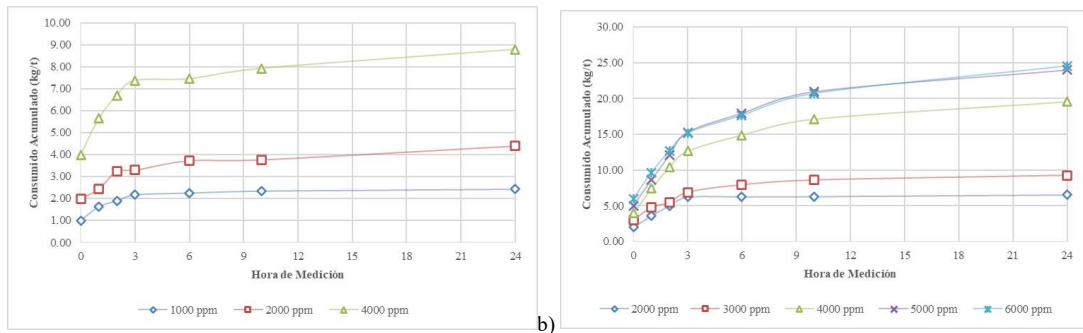 10.00
9.00
8.00
7.00
6.00
5.00
4.00
3.00
2.00
1.00
0.00
Consumido Acumulado (kg/t)
0 3 6 9 12 15 18 21 24
Hora de Medición
1000 ppm 2000 ppm 4000 ppm
b)
30.00
25.00
20.00
15.00
10.00
5.00
0.00
Consumido Acumulado (kg/t)
0 3 6 9 12 15 18 21 24
Hora de Medición
2000 ppm 3000 ppm 4000 ppm 5000 ppm 6000 ppm